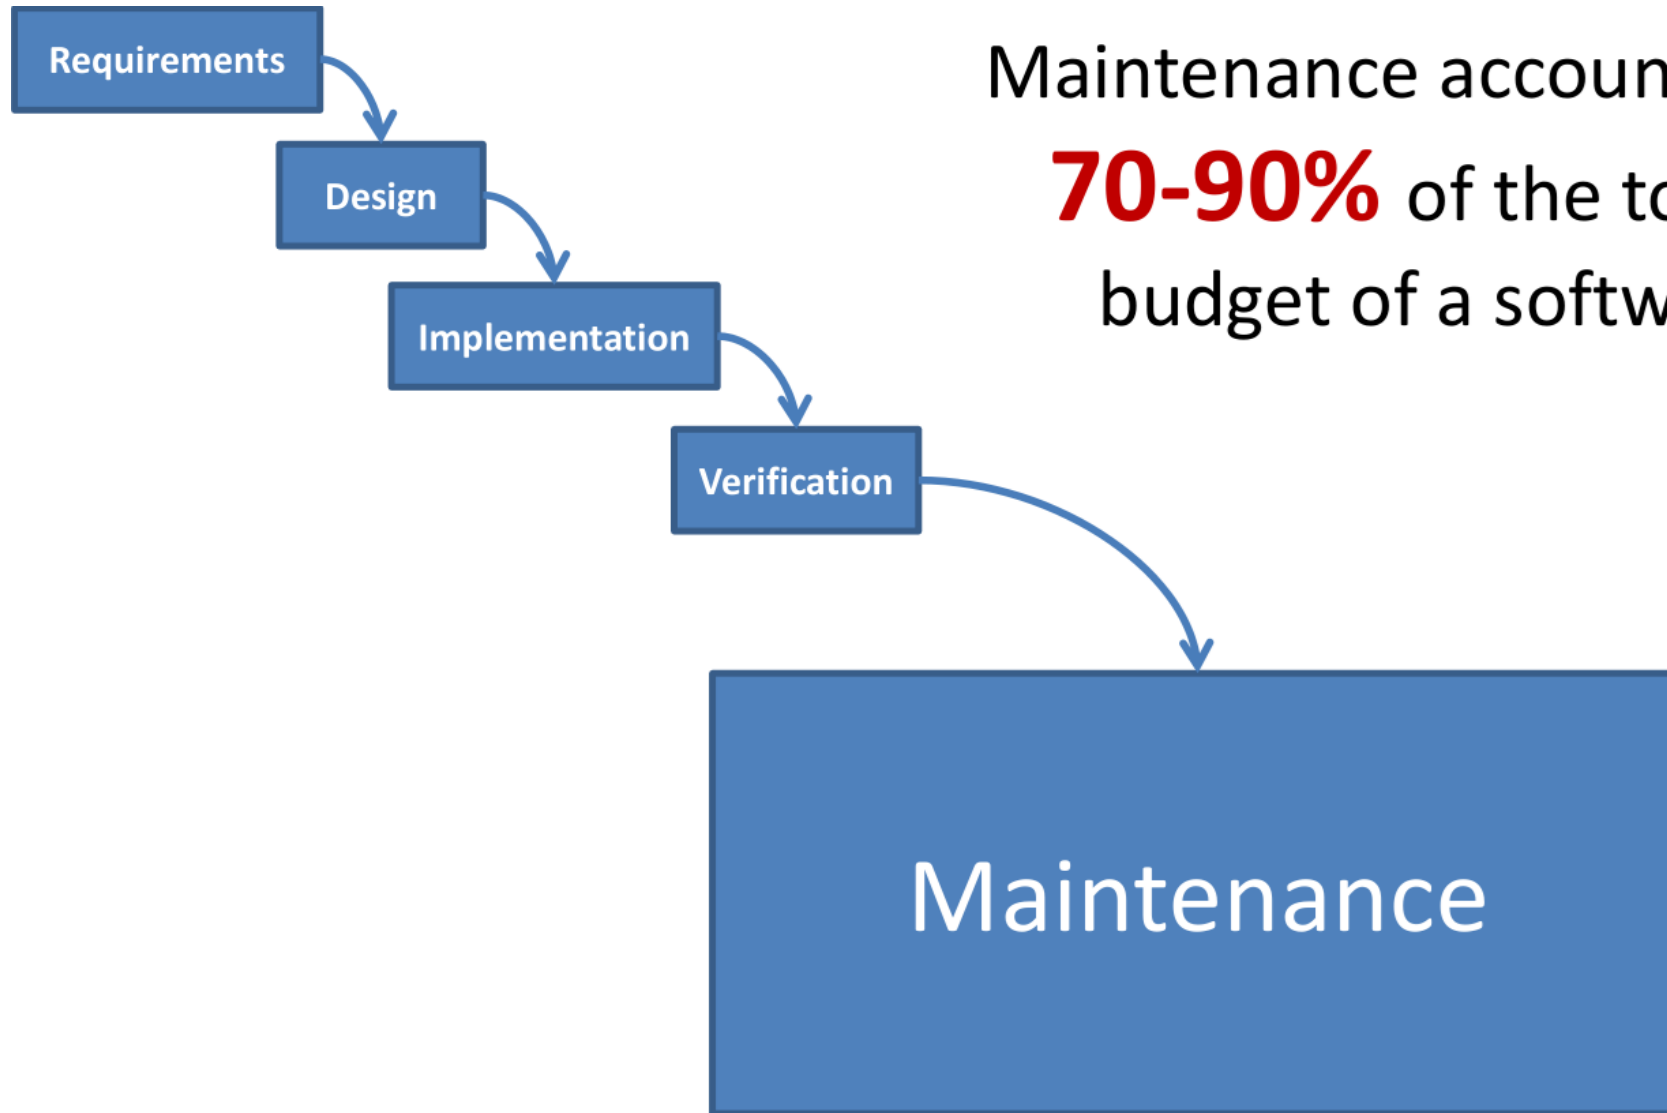 Requirements
Maintenance accoun
70-90% of the to
Design
budget of a softw
Implementation
Verification
Maintenance